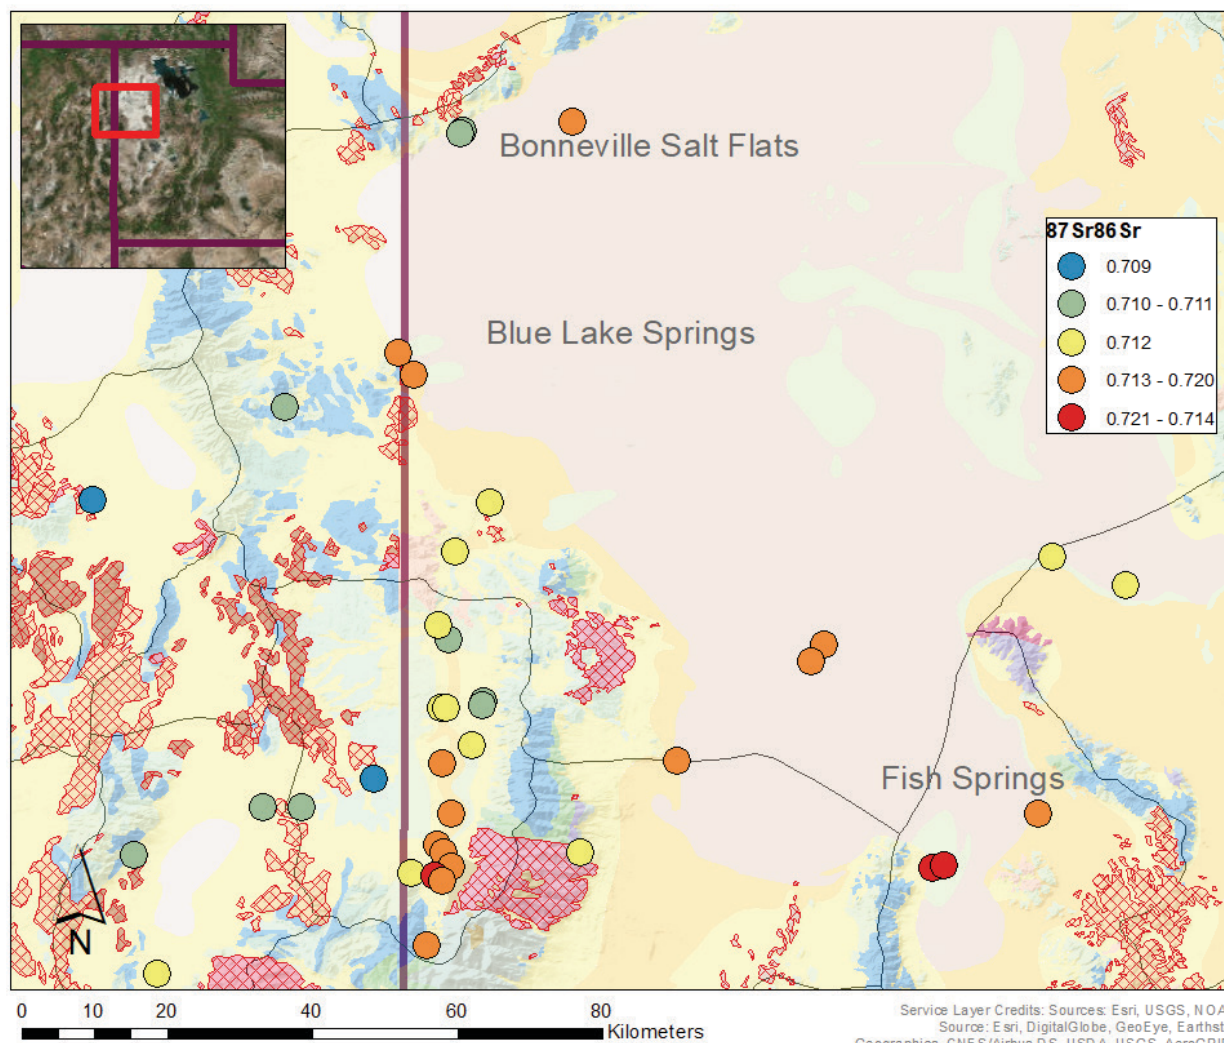 Bonneville Salt Flats
87Sr86Sr
0.709
0.710 - 0.711
0.712
0.713 - 0.720
0.721 - 0.714
Blue Lake Springs
Fish Springs
N
0 10 20 40 60 80
Kilometers
Service Layer Credits: Sources: Esri, USGS, NOA
Source: Esri, DigitalGlobe, GeoEye, Earthst